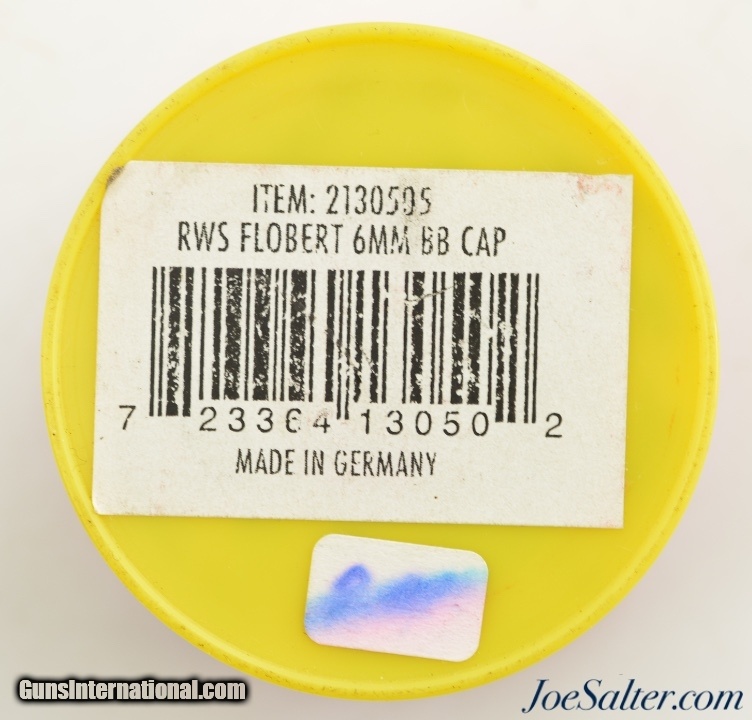 ITEM: 2130505
RWS FLOBERT 6MM BB CAP
7 23364 13050 2
MADE IN GERMANY
GunsInternational.com
JoeSalter.com